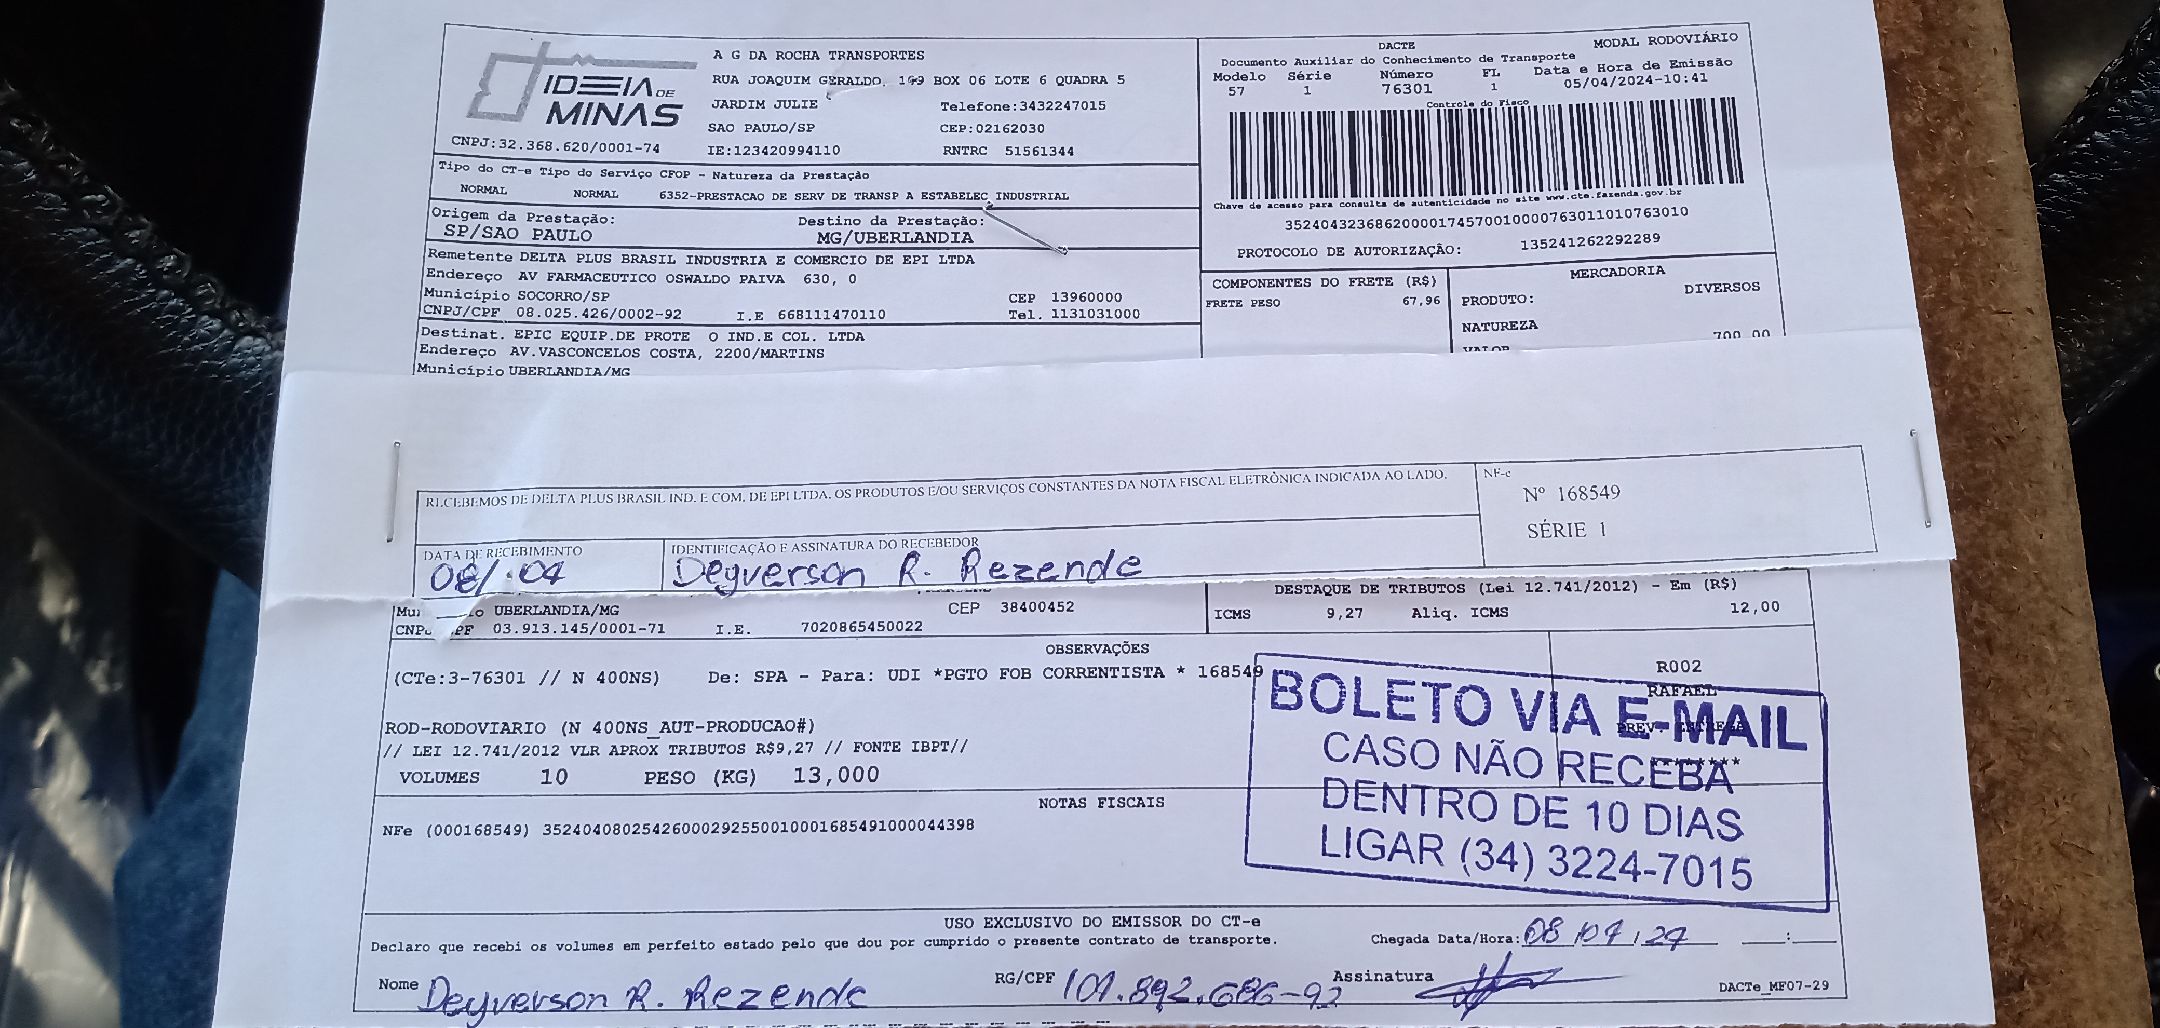 IDEIA DE
MINAS
CNPJ:32.368.620/0001-74
A G DA ROCHA TRANSPORTES
RUA JOAQUIM GERALDO, 149 BOX 06 LOTE 6 QUADRA 5
JARDIM JULIE Telefone:3432247015
SAO PAULO/SP CEP:02162030
IE:123420994110 RNTRC 51561344
DACTE MODAL RODOVIÁRIO
Documento Auxiliar do Conhecimento de Transporte
Modelo Série Número FL Data e Hora de Emissão
57 1 76301 1 05/04/2024-10:41
Controle do Fisco
Chave de acesso para consulta de autenticidade no site www.cte.fazenda.gov.br
PROTOCOLO DE AUTORIZAÇÃO: 135241262292289
Tipo do CT-e Tipo do Serviço CFOP - Natureza da Prestação
NORMAL NORMAL 6352-PRESTACAO DE SERV DE TRANSP A ESTABELEC INDUSTRIAL
Origem da Prestação: Destino da Prestação:
SP/SAO PAULO MG/UBERLANDIA
Remetente DELTA PLUS BRASIL INDUSTRIA E COMERCIO DE EPI LTDA
Endereço AV FARMACEUTICO OSWALDO PAIVA 630, 0
Município SOCORRO/SP CEP 13960000
CNPJ/CPF 08.025.426/0002-92 I.E 668111470110 Tel. 1131031000
Destinat. EPIC EQUIP.DE PROTE O IND.E COL. LTDA
Endereço AV.VASCONCELOS COSTA, 2200/MARTINS
Município UBERLANDIA/MG
COMPONENTES DO FRETE (R$)
FRETE PESO 67,96
MERCADORIA
PRODUTO: DIVERSOS
NATUREZA
VALOR 700,00
RECEBEMOS DE DELTA PLUS BRASIL IND. E COM. DE EPI LTDA. OS PRODUTOS E/OU SERVIÇOS CONSTANTES DA NOTA FISCAL ELETRÔNICA INDICADA AO LADO.
NF-e
Nº 168549
SÉRIE 1
DATA DE RECEBIMENTO IDENTIFICAÇÃO E ASSINATURA DO RECEBEDOR
08/04 Deyverson R. Rezende
UBERLANDIA/MG CEP 38400452
03.913.145/0001-71 I.E. 7020865450022
DESTAQUE DE TRIBUTOS (Lei 12.741/2012) - Em (R$)
ICMS 9,27 Aliq. ICMS 12,00
OBSERVAÇÕES
(CTe:3-76301 // N 400NS) De: SPA - Para: UDI *PGTO FOB CORRENTISTA * 168549
R002
RAFAEL
ROD-RODOVIARIO (N 400NS_AUT-PRODUCAO#)
// LEI 12.741/2012 VLR APROX TRIBUTOS R$9,27 // FONTE IBPT//
VOLUMES 10 PESO (KG) 13,000
BOLETO VIA E-MAIL
CASO NÃO RECEBA
DENTRO DE 10 DIAS
LIGAR (34) 3224-7015
NOTAS FISCAIS
NFe (000168549) 35240408025426000292550010001685491000044398
USO EXCLUSIVO DO EMISSOR DO CT-e
Declaro que recebi os volumes em perfeito estado pelo que dou por cumprido o presente contrato de transporte. Chegada Data/Hora: 08/04/24 __:__
Nome Deyverson R. Rezende RG/CPF 101.892.686-92 Assinatura
DACTe_MF07-29